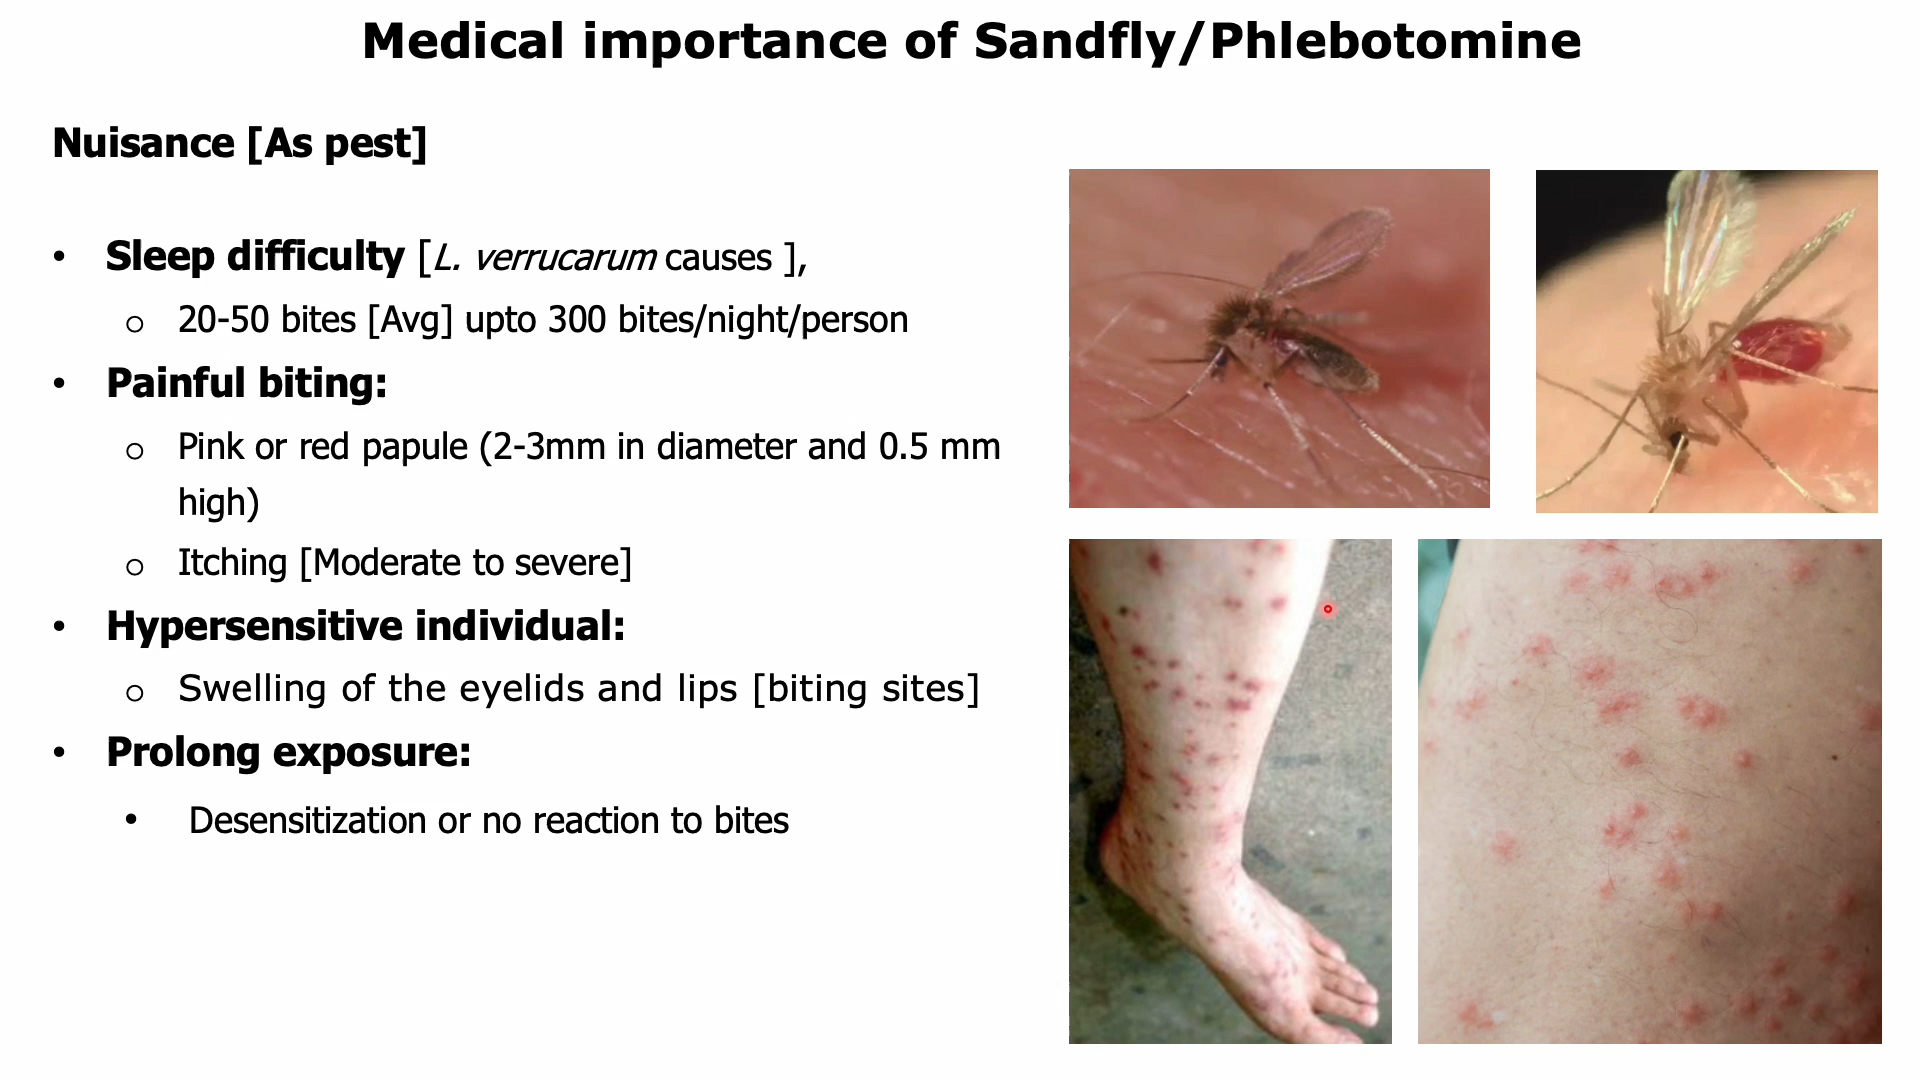 Medical importance of Sandfly/Phlebotomine
Nuisance [As pest]
• Sleep difficulty [L. verrucarum causes ],
o 20-50 bites [Avg] upto 300 bites/night/person
• Painful biting:
o Pink or red papule (2-3mm in diameter and 0.5 mm
high)
o Itching [Moderate to severe]
• Hypersensitive individual:
o Swelling of the eyelids and lips [biting sites]
• Prolong exposure:
• Desensitization or no reaction to bites